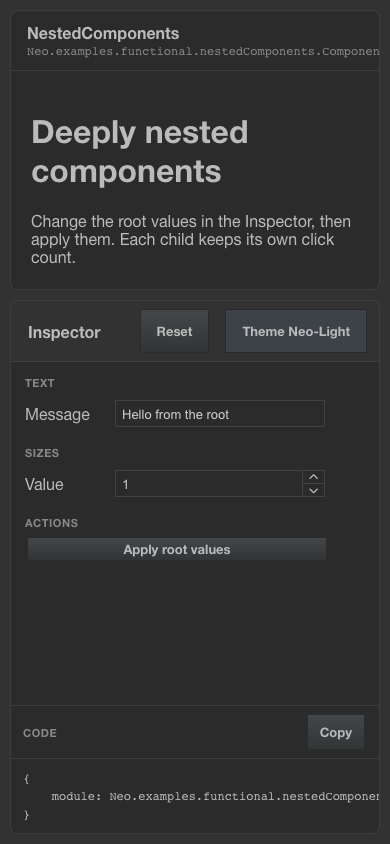 NestedComponents
Neo.examples.functional.nestedComponents.Componen
Deeply nested
components
Change the root values in the Inspector, then
apply them. Each child keeps its own click
count.
Inspector
Reset
Theme Neo-Light
TEXT
Message
Hello from the root
SIZES
Value
1
ACTIONS
Apply root values
CODE
Copy
{
module: Neo.examples.functional.nestedComponen
}